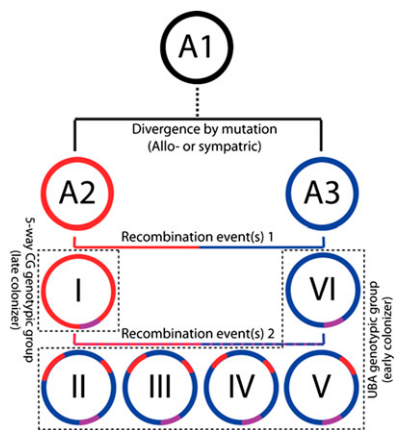 A1
Divergence by mutation
(Allo- or sympatric)
A2
A3
Recombination event(s) 1
5-way CG genotypic group
(late colonizer)
I
VI
UBA genotypic group
(early colonizer)
Recombination event(s) 2
II
III
IV
V